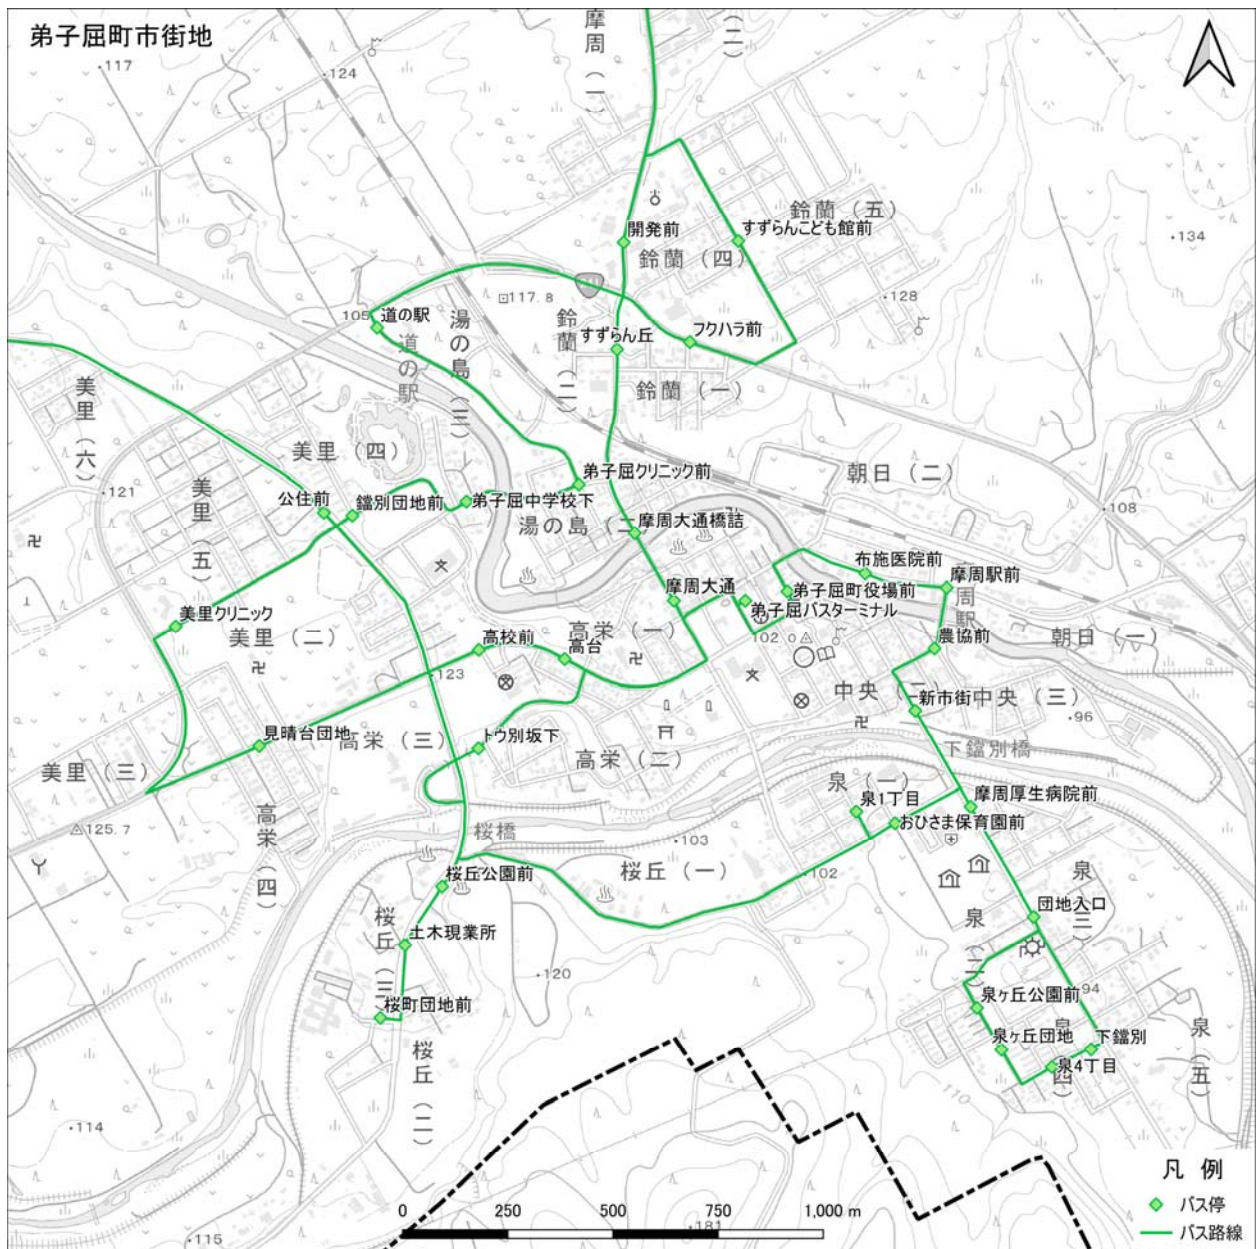 弟子屈町市街地
摩周（一）
（二）
117
124
鈴蘭（五）
すずらんこども館前
開発前
鈴蘭（四）
134
117.8
128
105
道の駅
道の駅
湯の島（三）
鈴蘭（二）
すずらん丘
フクハラ前
鈴蘭（一）
美里（六）
美里（四）
朝日（二）
121
美里（五）
公住前
鐺別団地前
弟子屈中学校下
弟子屈クリニック前
湯の島（二）
摩周大通橋詰
108
布施医院前
摩周駅前
摩周大通
弟子屈町役場前
弟子屈バスターミナル
周駅
美里クリニック
美里（二）
高校前
高栄（一）
高台
102.0
農協前
朝日（一）
123
中央（二）
新市街
中央（三）
96
見晴台団地
高栄（三）
トウ別坂下
高栄（二）
下鐺別橋
美里（三）
125.7
高栄（四）
泉（一）
泉1丁目
摩周厚生病院前
おひさま保育園前
桜橋
103
桜丘公園前
桜丘（一）
102
泉（三）
団地入口
桜丘（三）
土木現業所
泉（二）
120
桜町団地前
94
泉ヶ丘公園前
桜丘（二）
泉ヶ丘団地
下鐺別
泉（四）
泉4丁目
泉（五）
110
114
115
181
0 250 500 750 1,000 m
凡 例
バス停
バス路線